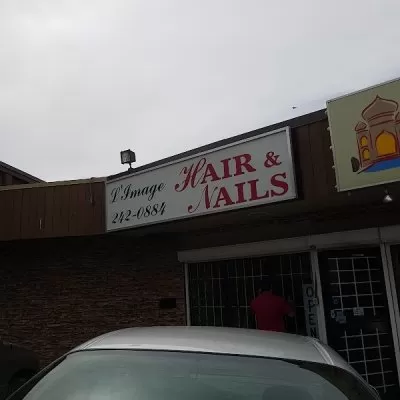 L'Image
242-0884
HAIR &
NAILS
OPEN